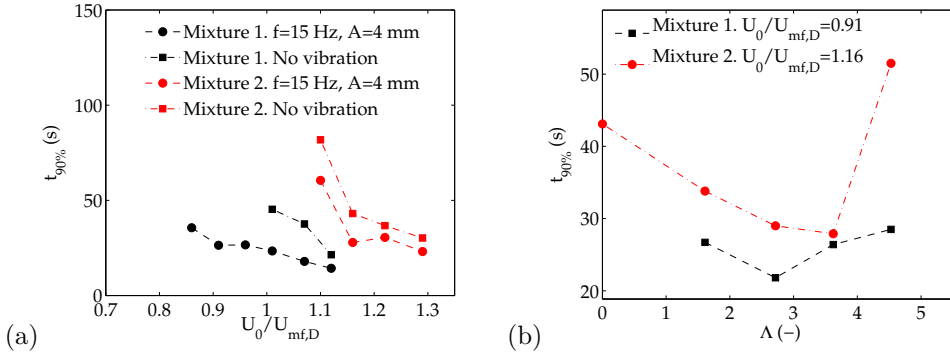 150
100
50
0
t90% (s)
0.7 0.8 0.9 1 1.1 1.2 1.3
U0/Umf,D
Mixture 1. f=15 Hz, A=4 mm
Mixture 1. No vibration
Mixture 2. f=15 Hz, A=4 mm
Mixture 2. No vibration
(a)
50
40
30
20
t90% (s)
0 1 2 3 4 5
Λ (−)
Mixture 1. U0/Umf,D=0.91
Mixture 2. U0/Umf,D=1.16
(b)